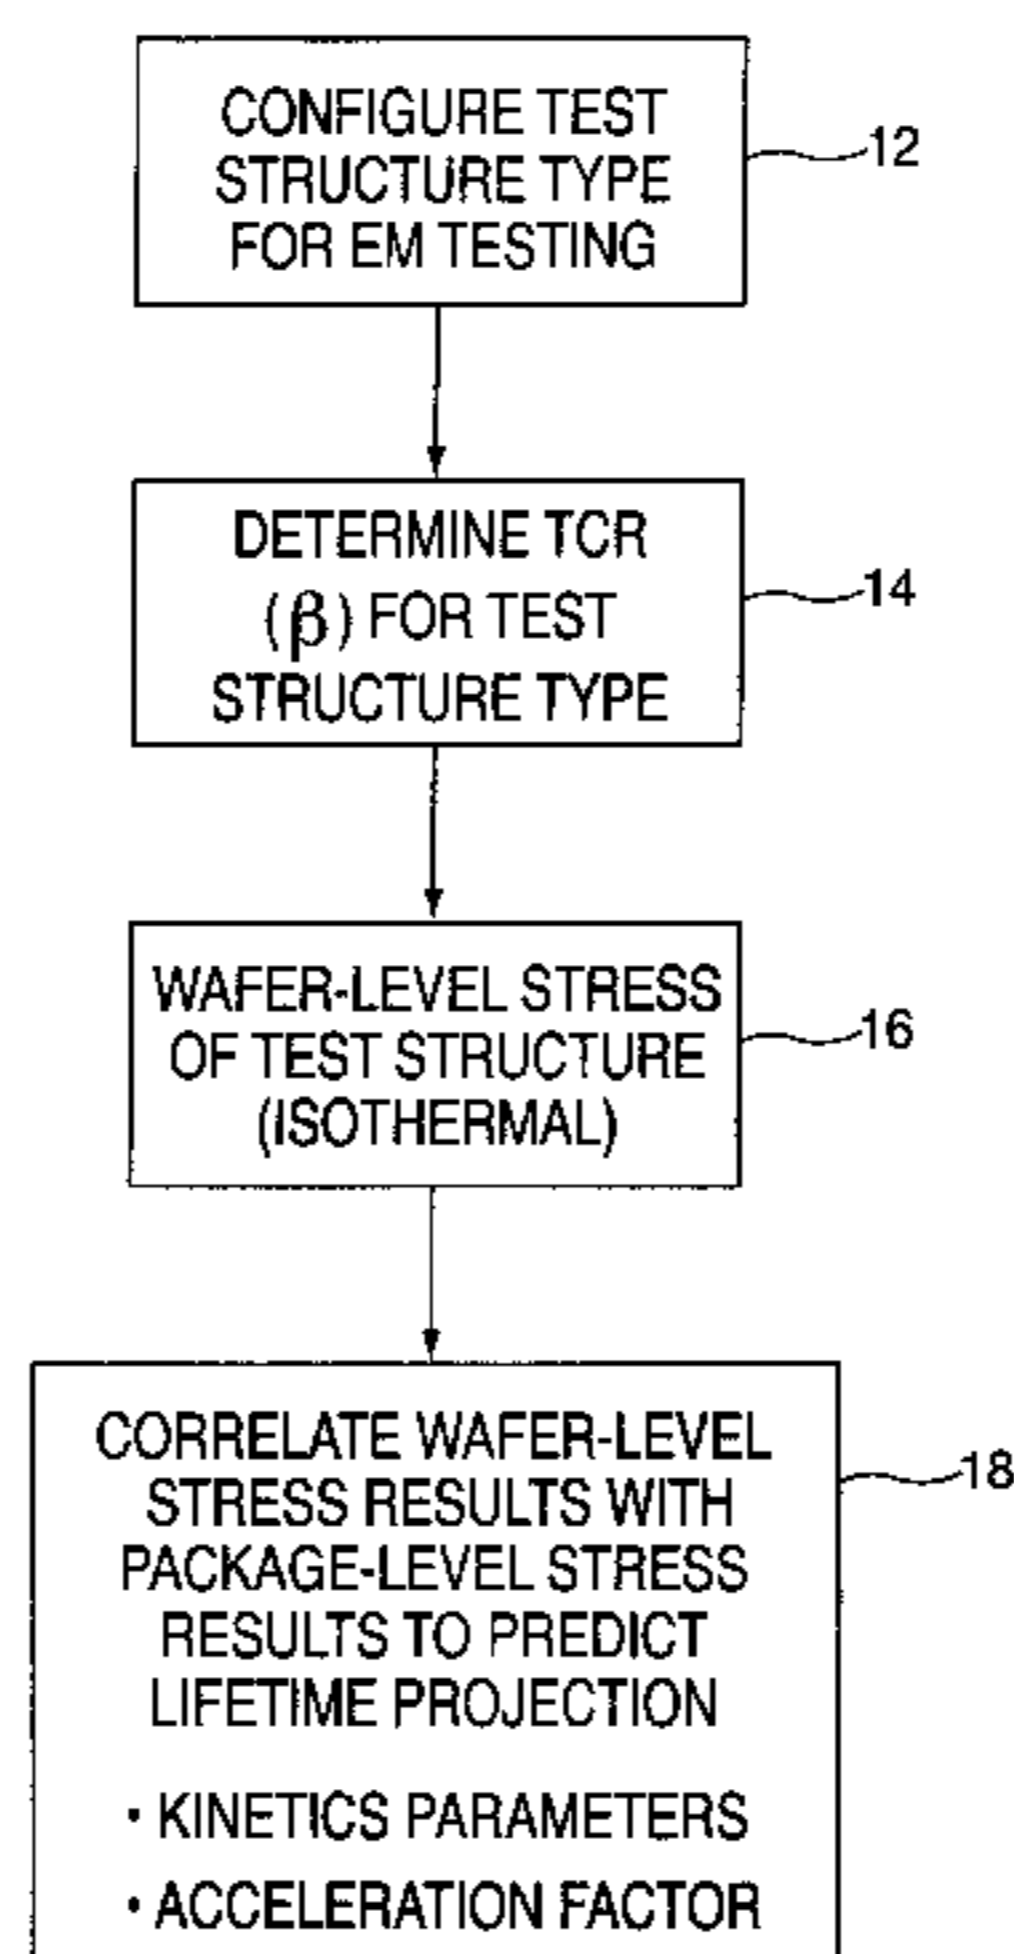 CONFIGURE TEST
STRUCTURE TYPE
FOR EM TESTING
12
DETERMINE TCR
(β) FOR TEST
STRUCTURE TYPE
14
WAFER-LEVEL STRESS
OF TEST STRUCTURE
(ISOTHERMAL)
16
CORRELATE WAFER-LEVEL
STRESS RESULTS WITH
PACKAGE-LEVEL STRESS
RESULTS TO PREDICT
LIFETIME PROJECTION
• KINETICS PARAMETERS
• ACCELERATION FACTOR
18